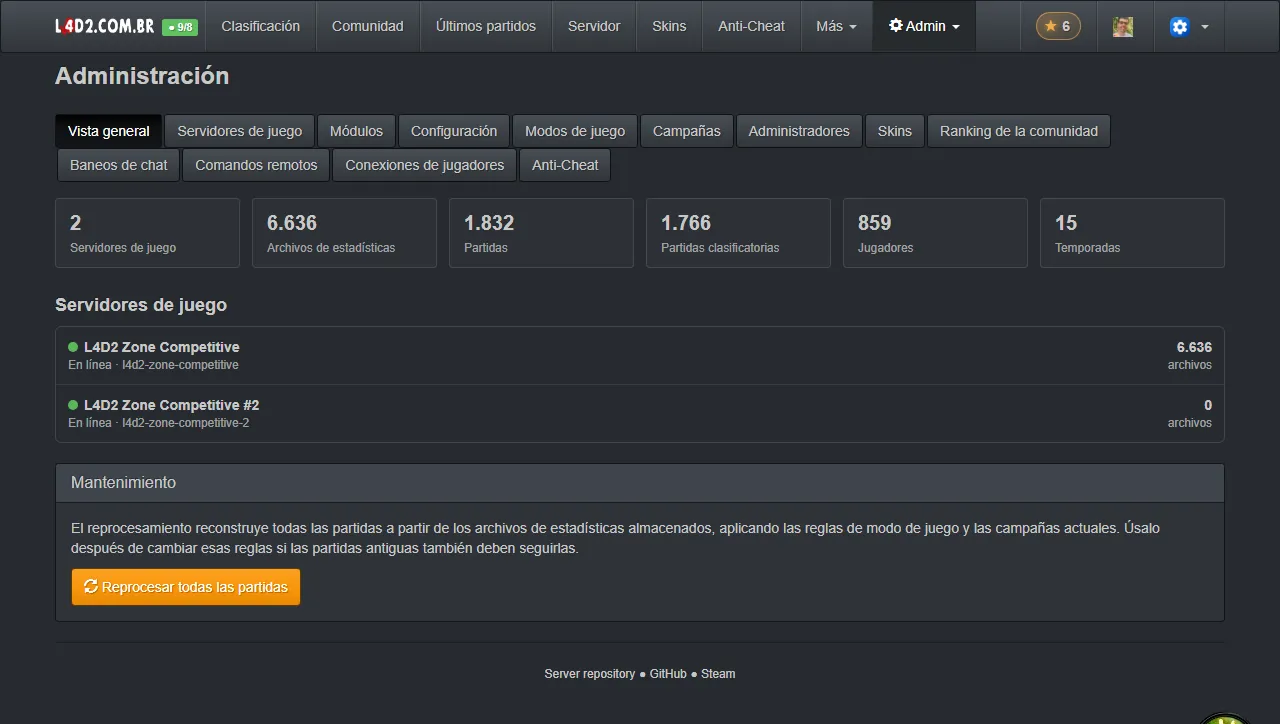 L4D2.COM.BR 9/8 Clasificación Comunidad Últimos partidos Servidor Skins Anti-Cheat Más Admin 6
Administración
Vista general Servidores de juego Módulos Configuración Modos de juego Campañas Administradores Skins Ranking de la comunidad
Baneos de chat Comandos remotos Conexiones de jugadores Anti-Cheat
2 6.636 1.832 1.766 859 15
Servidores de juego Archivos de estadísticas Partidas Partidas clasificatorias Jugadores Temporadas
Servidores de juego
L4D2 Zone Competitive 6.636
En línea · l4d2-zone-competitive archivos
L4D2 Zone Competitive #2 0
En línea · l4d2-zone-competitive-2 archivos
Mantenimiento
El reprocesamiento reconstruye todas las partidas a partir de los archivos de estadísticas almacenados, aplicando las reglas de modo de juego y las campañas actuales. Úsalo
después de cambiar esas reglas si las partidas antiguas también deben seguirlas.
Reprocesar todas las partidas
Server repository ● GitHub ● Steam